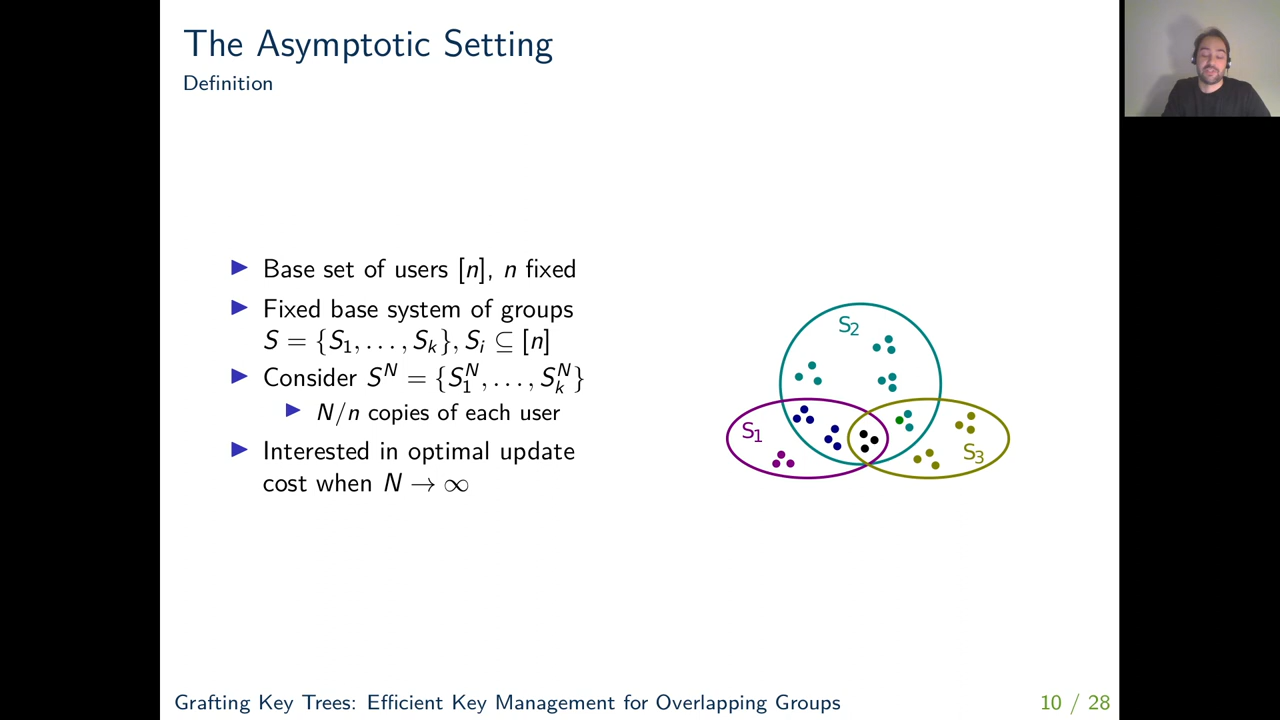 The Asymptotic Setting
Definition
Base set of users [n], n fixed
Fixed base system of groups
S = {S₁, . . . , Sₖ}, Sᵢ ⊆ [n]
Consider Sᴺ = {S₁ᴺ, . . . , Sₖᴺ}
N/n copies of each user
Interested in optimal update
cost when N → ∞
S₂
S₁
S₃
Grafting Key Trees: Efficient Key Management for Overlapping Groups
10 / 28